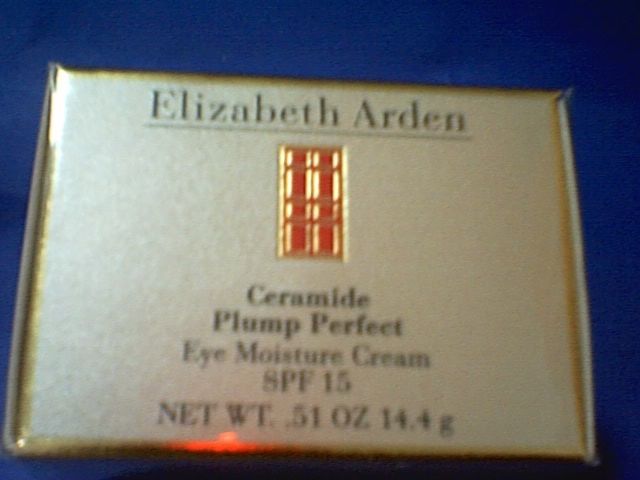 Elizabeth Arden
Ceramide
Plump Perfect
Eye Moisture Cream
SPF 15
NET WT. .51 OZ 14.4 g